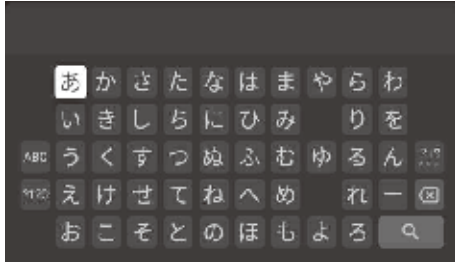 あ か さ た な は ま や ら わ
い き し ち に ひ み り を
ABC う く す つ ぬ ふ む ゆ る ん
え け せ て ね へ め れ ー
お こ そ と の ほ も よ ろ